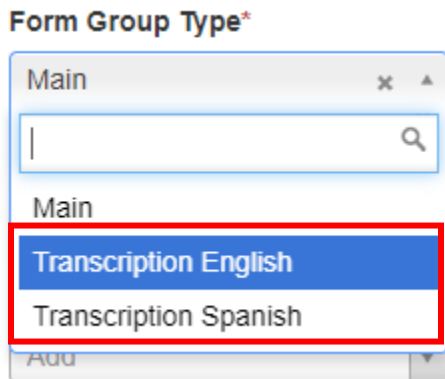 Form Group Type*
Main
Main
Transcription English
Transcription Spanish
Add